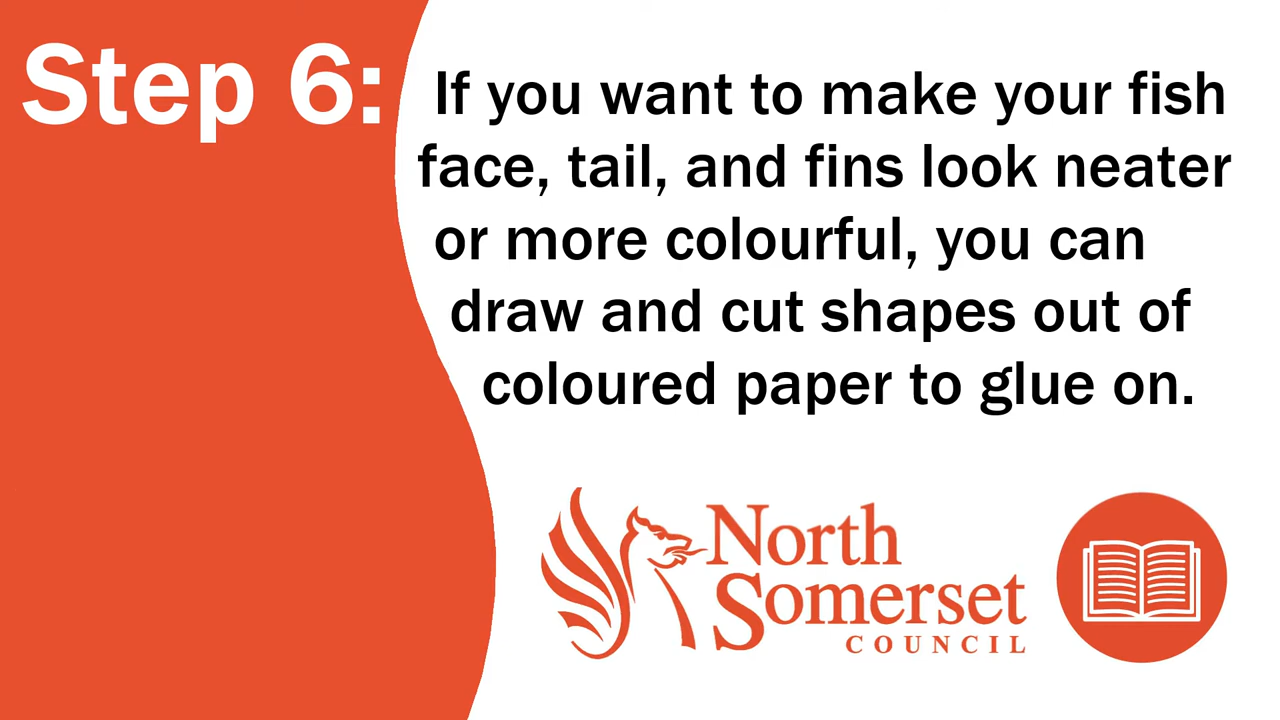 Step 6:
If you want to make your fish
face, tail, and fins look neater
or more colourful, you can
draw and cut shapes out of
coloured paper to glue on.
North
Somerset
COUNCIL